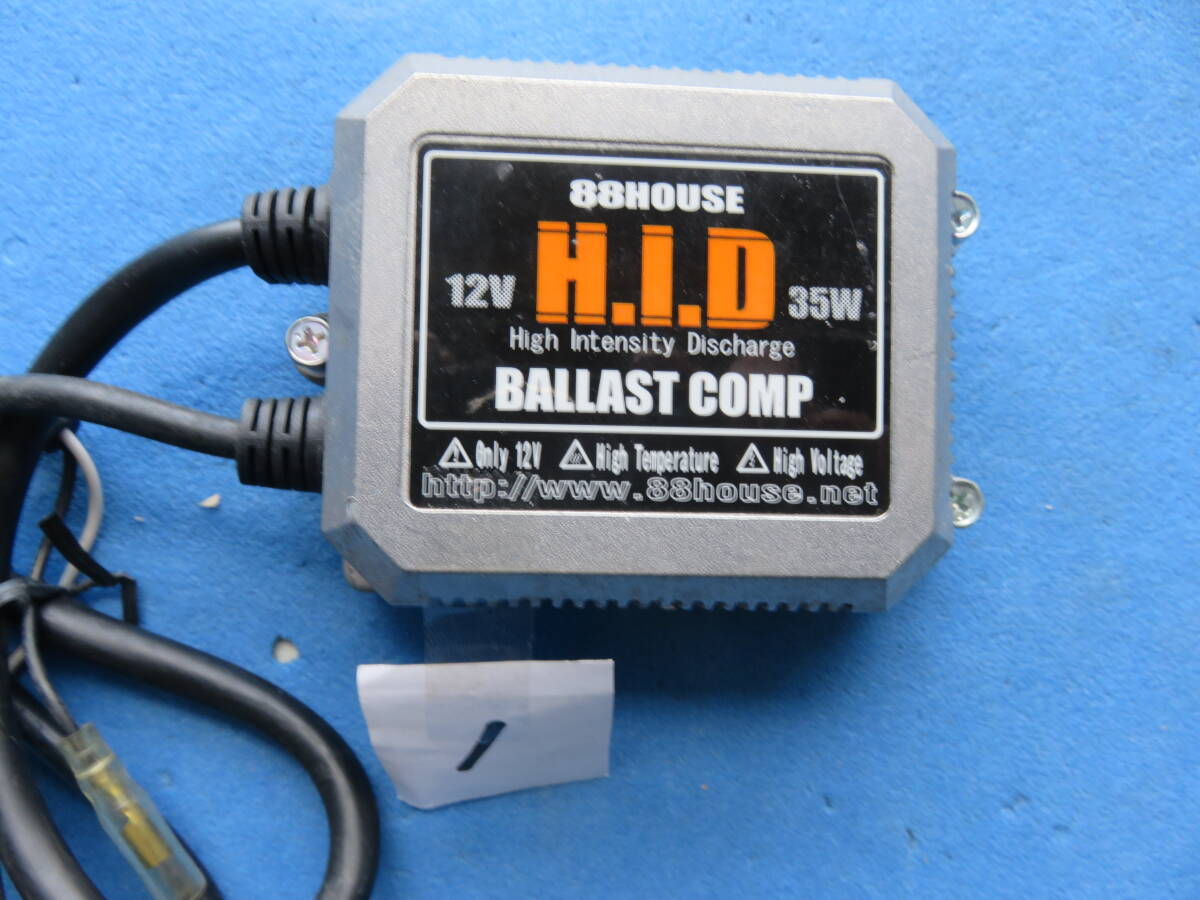 88HOUSE
12V H.I.D 35W
High Intensity Discharge
BALLAST COMP
Only 12V High Temperature High Voltage
http://www.88house.net
1